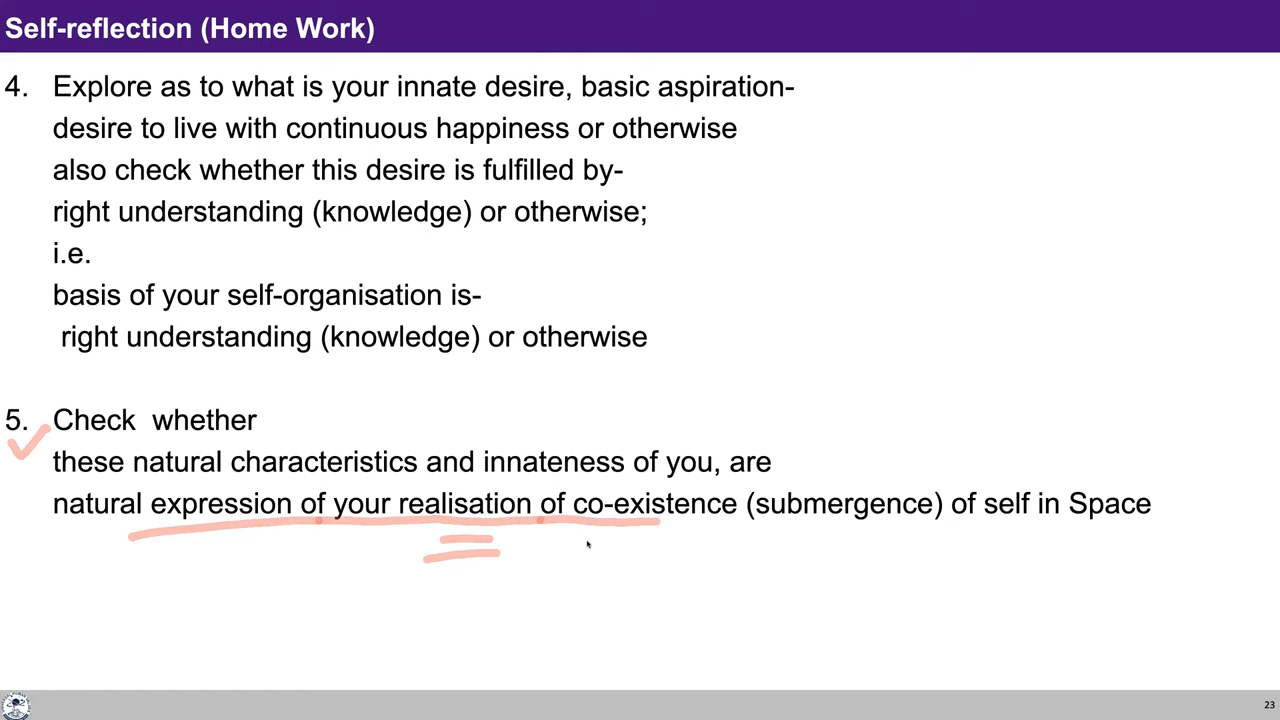 Self-reflection (Home Work)
4. Explore as to what is your innate desire, basic aspiration-
desire to live with continuous happiness or otherwise
also check whether this desire is fulfilled by-
right understanding (knowledge) or otherwise;
i.e.
basis of your self-organisation is-
right understanding (knowledge) or otherwise
5. Check whether
these natural characteristics and innateness of you, are
natural expression of your realisation of co-existence (submergence) of self in Space
23